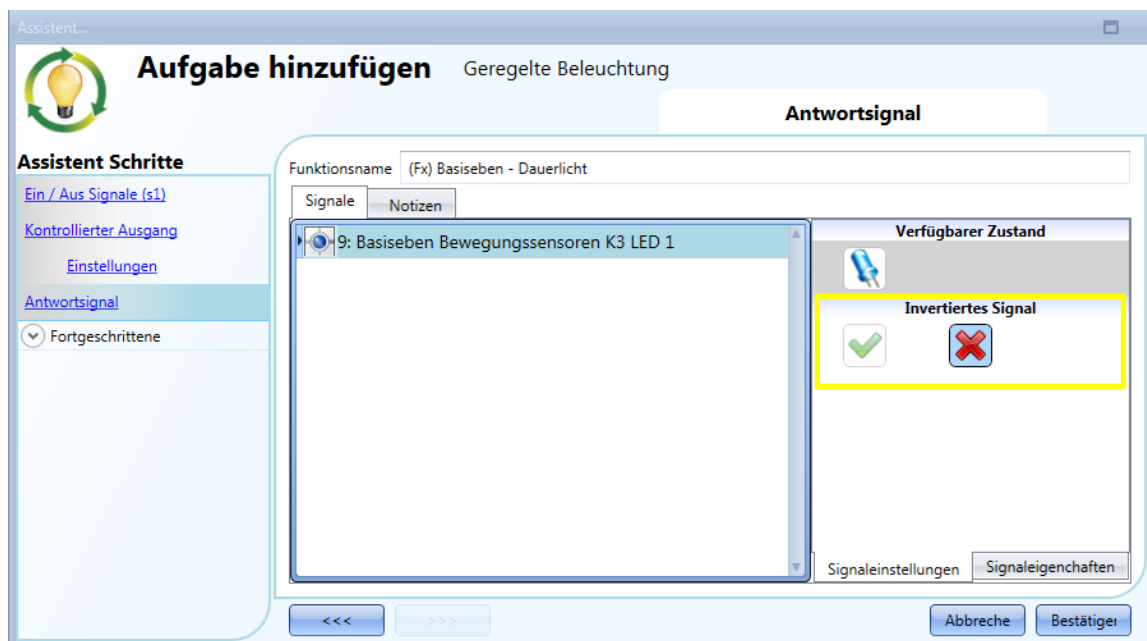 Assistent...
Aufgabe hinzufügen Geregelte Beleuchtung
Antwortsignal
Assistent Schritte
Ein / Aus Signale (s1)
Kontrollierter Ausgang
Einstellungen
Antwortsignal
Fortgeschrittene
Funktionsname (Fx) Basiseben - Dauerlicht
Signale Notizen
9: Basiseben Bewegungssensoren K3 LED 1
Verfügbarer Zustand
Invertiertes Signal
Signaleinstellungen Signaleigenchaften
<<< >>> Abbreche Bestätiger